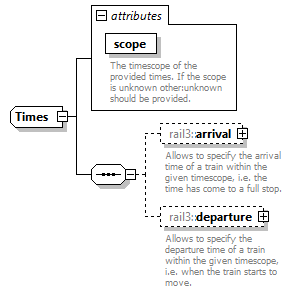 attributes
scope
The timescope of the
provided times. If the scope
is unknown other:unknown
should be provided.
Times
rail3::arrival
Allows to specify the arrival
time of a train within the
given timescope, i.e. the
time has come to a full stop.
rail3::departure
Allows to specify the
departure time of a train
within the given timescope,
i.e. when the train starts to
move.